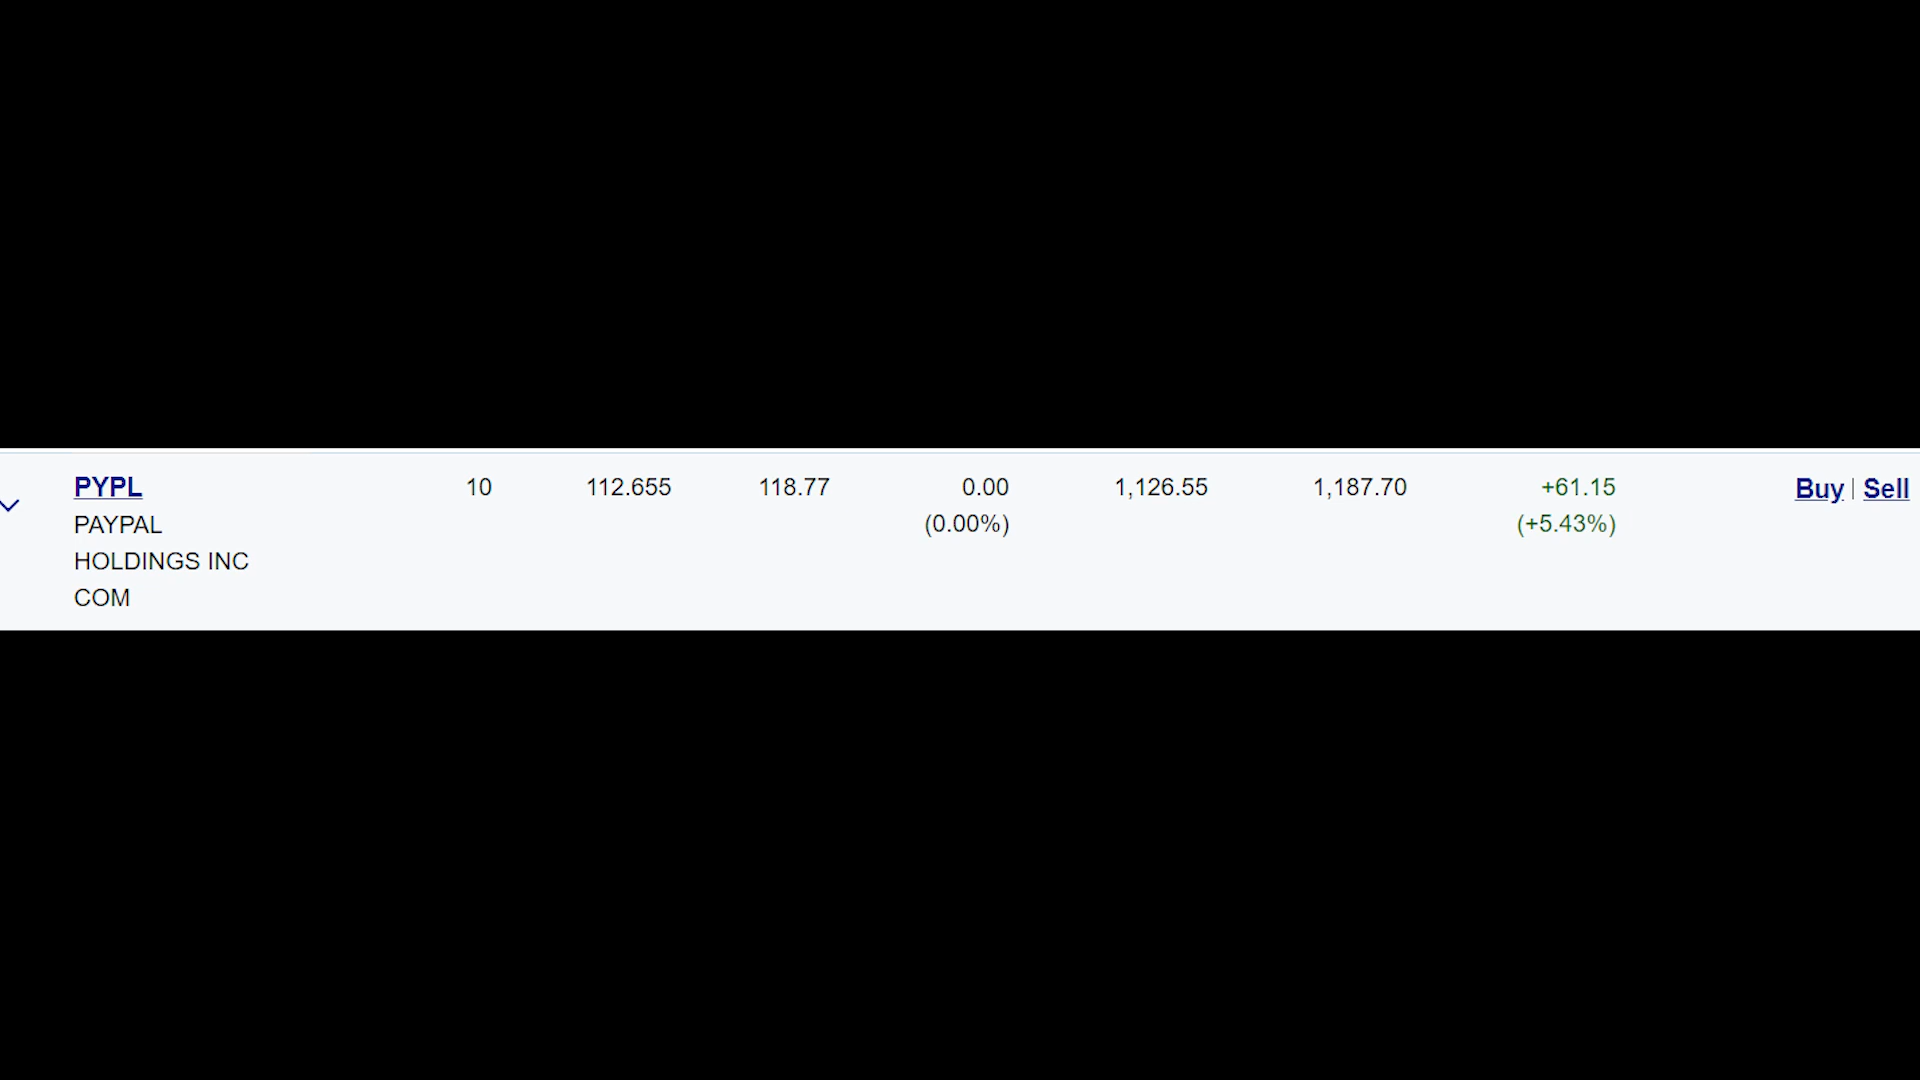 PYPL 10 112.655 118.77 0.00 1,126.55 1,187.70 +61.15 Buy | Sell
PAYPAL (0.00%) (+5.43%)
HOLDINGS INC
COM